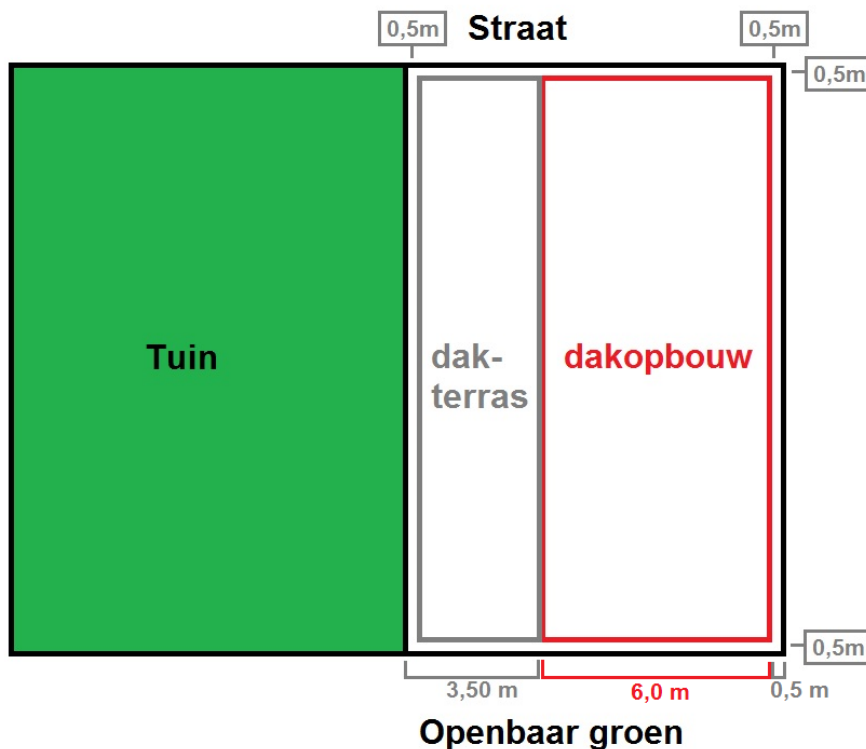 0,5m
Straat
0,5m
0,5m
Tuin
dak-
terras
dakopbouw
0,5m
3,50 m
6,0 m
0,5 m
Openbaar groen